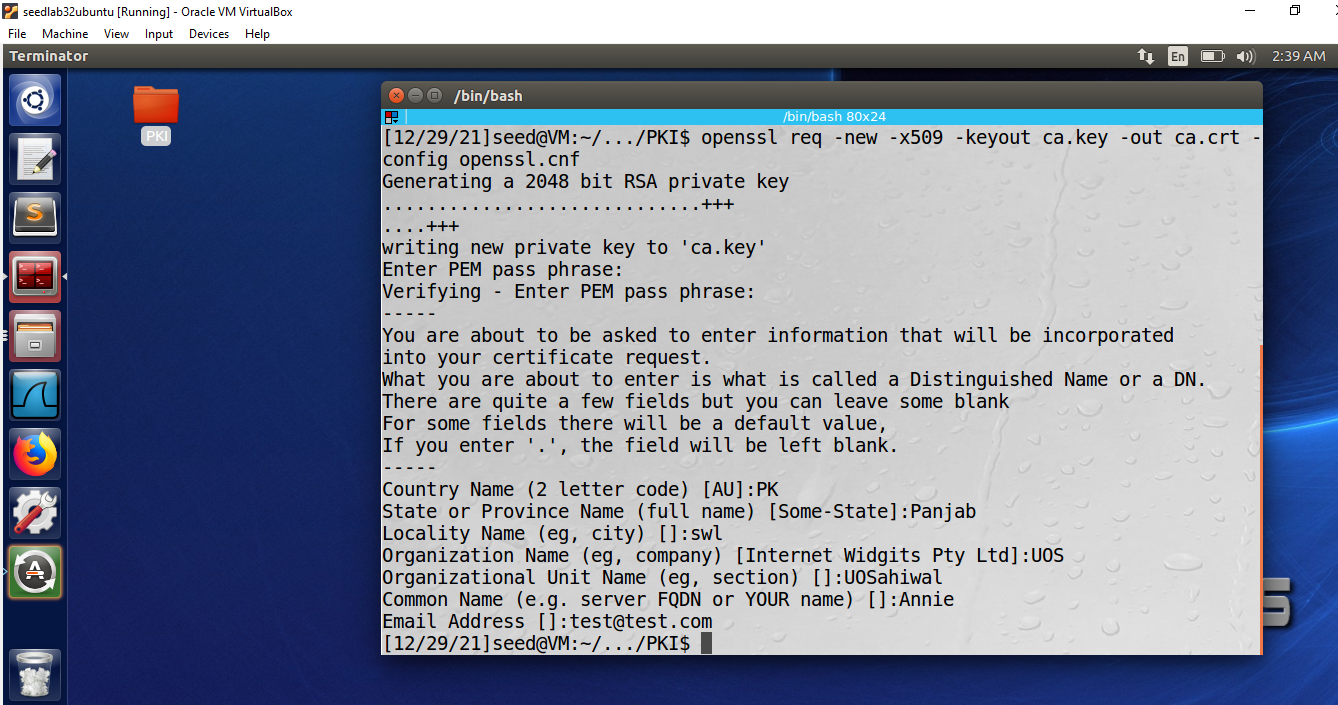 seedlab32ubuntu [Running] - Oracle VM VirtualBox
File Machine View Input Devices Help
Terminator En 2:39 AM
PKI
/bin/bash
/bin/bash 80x24
[12/29/21]seed@VM:~/.../PKI$ openssl req -new -x509 -keyout ca.key -out ca.crt -
config openssl.cnf
Generating a 2048 bit RSA private key
.............................+++
....+++
writing new private key to 'ca.key'
Enter PEM pass phrase:
Verifying - Enter PEM pass phrase:
-----
You are about to be asked to enter information that will be incorporated
into your certificate request.
What you are about to enter is what is called a Distinguished Name or a DN.
There are quite a few fields but you can leave some blank
For some fields there will be a default value,
If you enter '.', the field will be left blank.
-----
Country Name (2 letter code) [AU]:PK
State or Province Name (full name) [Some-State]:Panjab
Locality Name (eg, city) []:swl
Organization Name (eg, company) [Internet Widgits Pty Ltd]:UOS
Organizational Unit Name (eg, section) []:UOSahiwal
Common Name (e.g. server FQDN or YOUR name) []:Annie
Email Address []:test@test.com
[12/29/21]seed@VM:~/.../PKI$